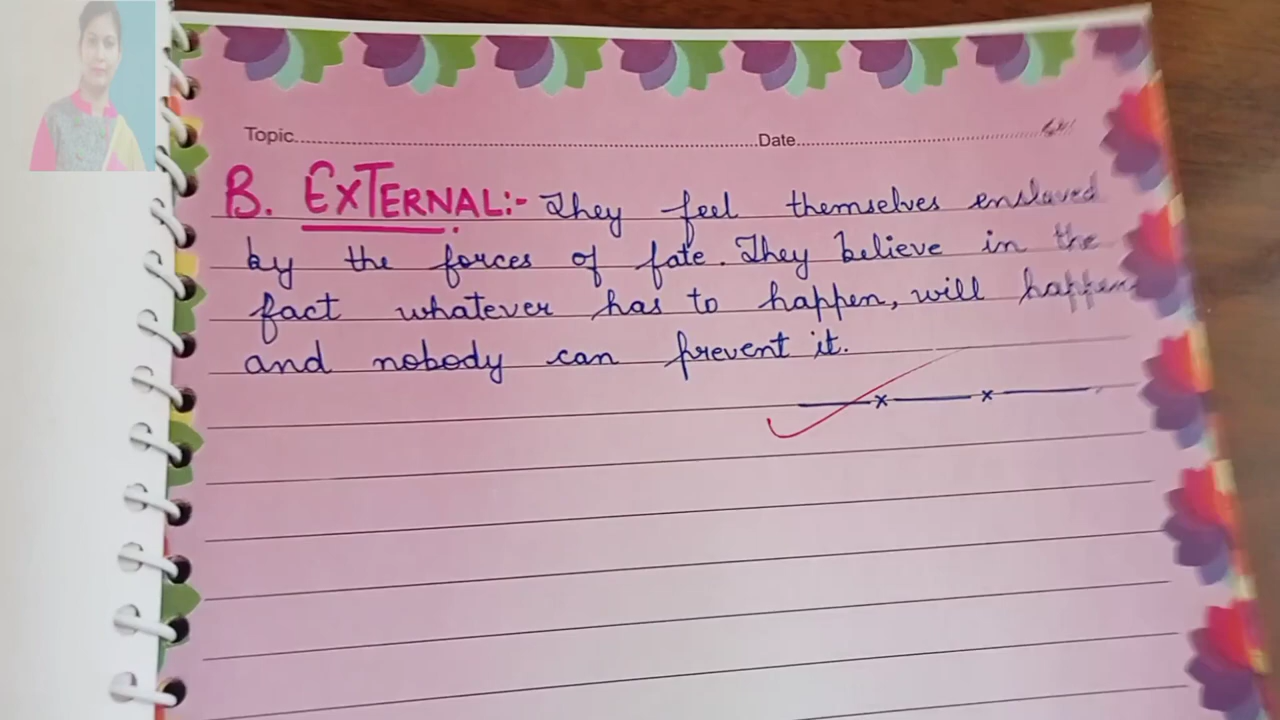 Topic Date
B. EXTERNAL:- They feel themselves enslaved
by the forces of fate. They believe in the
fact whatever has to happen, will happen
and nobody can prevent it.